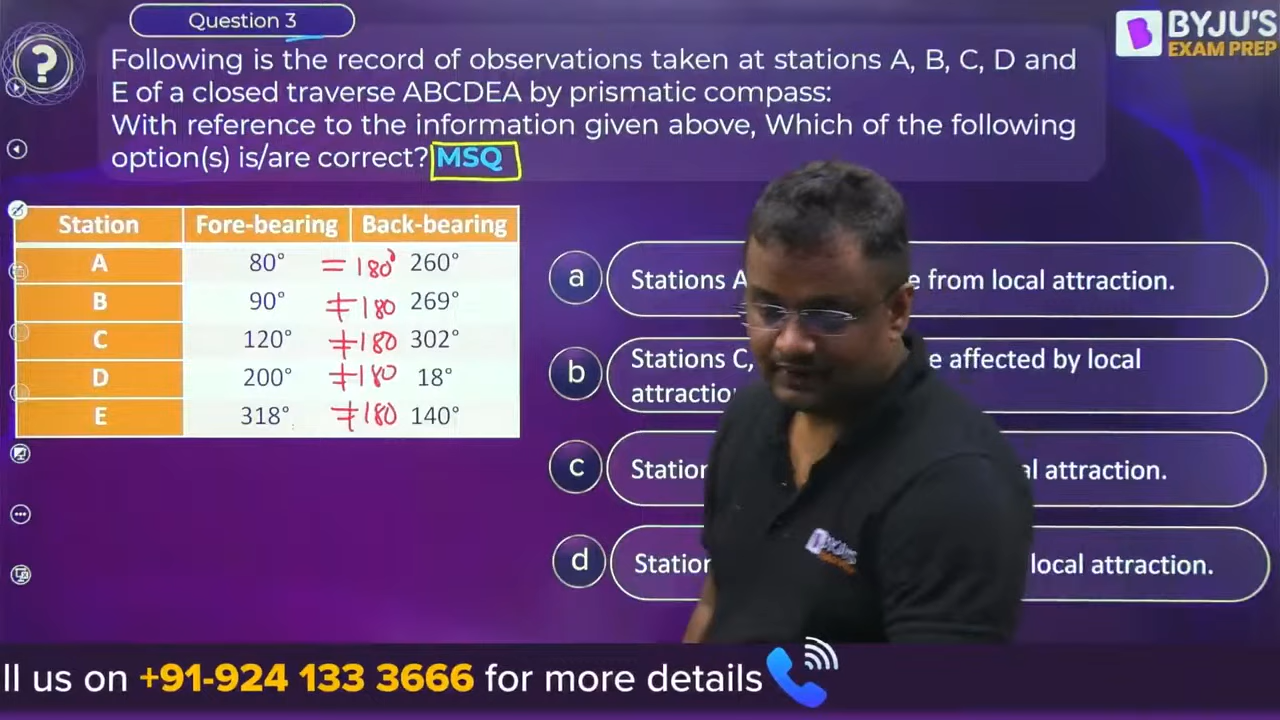 Question 3
BYJU'S
EXAM PREP
Following is the record of observations taken at stations A, B, C, D and
E of a closed traverse ABCDEA by prismatic compass:
With reference to the information given above, Which of the following
option(s) is/are correct? MSQ
Station Fore-bearing Back-bearing
A 80° = 180° 260°
B 90° ≠ 180 269°
C 120° ≠ 180 302°
D 200° ≠ 180 18°
E 318° ≠ 180 140°
a Stations A from local attraction.
b Stations C, affected by local
c attraction.
d local attraction.
ll us on +91-924 133 3666 for more details